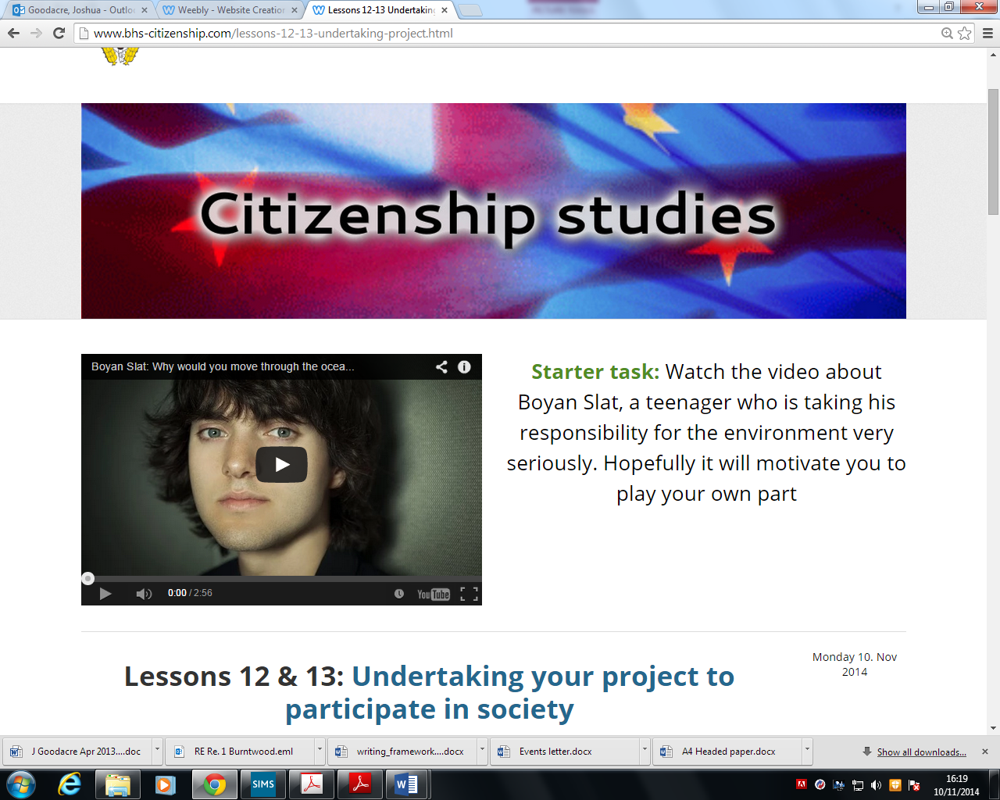 Goodacre, Joshua - Outlo
Weebly - Website Creation
Lessons 12-13 Undertaking
www.bhs-citizenship.com/lessons-12-13-undertaking-project.html
Citizenship studies
Boyan Slat: Why would you move through the ocea...
0:00 / 2:56
YouTube
Starter task: Watch the video about
Boyan Slat, a teenager who is taking his
responsibility for the environment very
seriously. Hopefully it will motivate you to
play your own part
Monday 10. Nov
2014
Lessons 12 & 13: Undertaking your project to
participate in society
J Goodacre Apr 2013....doc
RE Re. 1 Burntwood.eml
writing_framework....docx
Events letter.docx
A4 Headed paper.docx
Show all downloads...
SIMS
16:19
10/11/2014